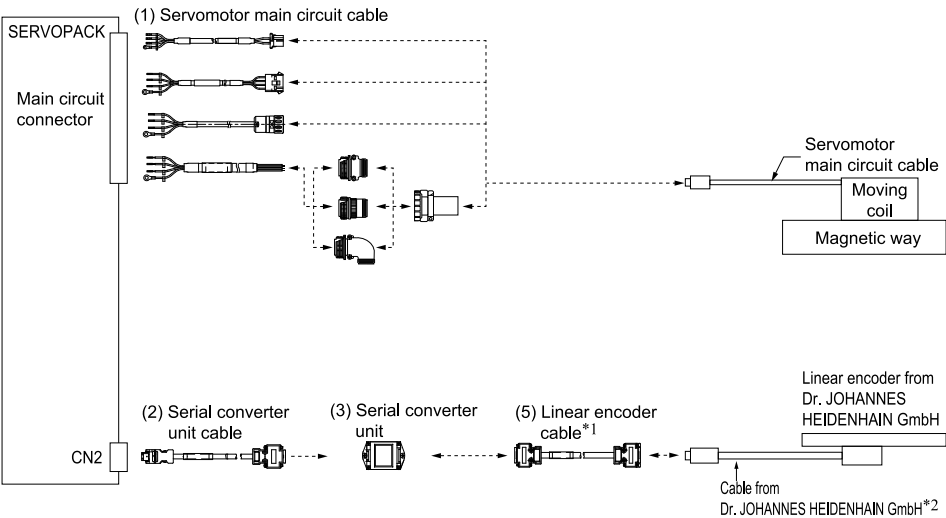 (1) Servomotor main circuit cable
SERVOPACK
Main circuit
connector
Servomotor
main circuit cable
Moving
coil
Magnetic way
(2) Serial converter
unit cable
(3) Serial converter
unit
(5) Linear encoder
cable*1
Linear encoder from
Dr. JOHANNES
HEIDENHAIN GmbH
CN2
Cable from
Dr. JOHANNES HEIDENHAIN GmbH*2